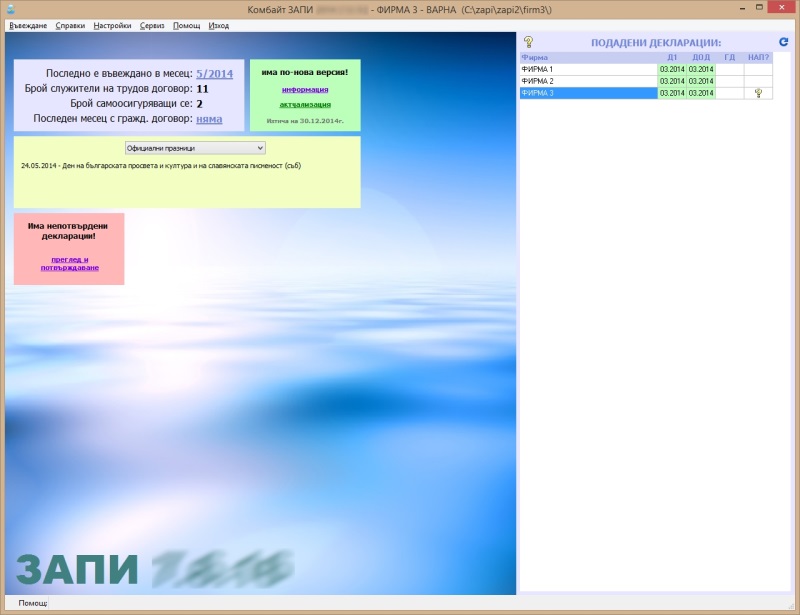 Комбайт ЗАПИ - ФИРМА 3 - ВАРНА (C:\zapi\zapi2\firm3\)
Въвеждане Справки Настройки Сервиз Помощ Изход
Последно е въвеждано в месец: 5/2014
Брой служители на трудов договор: 11
Брой самоосигуряващи се: 2
Последен месец с гражд. договор: няма
има по-нова версия!
информация
актуализация
Изтича на 30.12.2014г.
Официални празници
24.05.2014 - Ден на българската просвета и култура и на славянската писменост (съб)
Има непотвърдени
декларации!
преглед и
потвърждаване
ЗАПИ
Помощ:
ПОДАДЕНИ ДЕКЛАРАЦИИ:
Фирма Д1 ДОД ГД НАП?
ФИРМА 1 03.2014 03.2014
ФИРМА 2 03.2014 03.2014
ФИРМА 3 03.2014 03.2014 ?